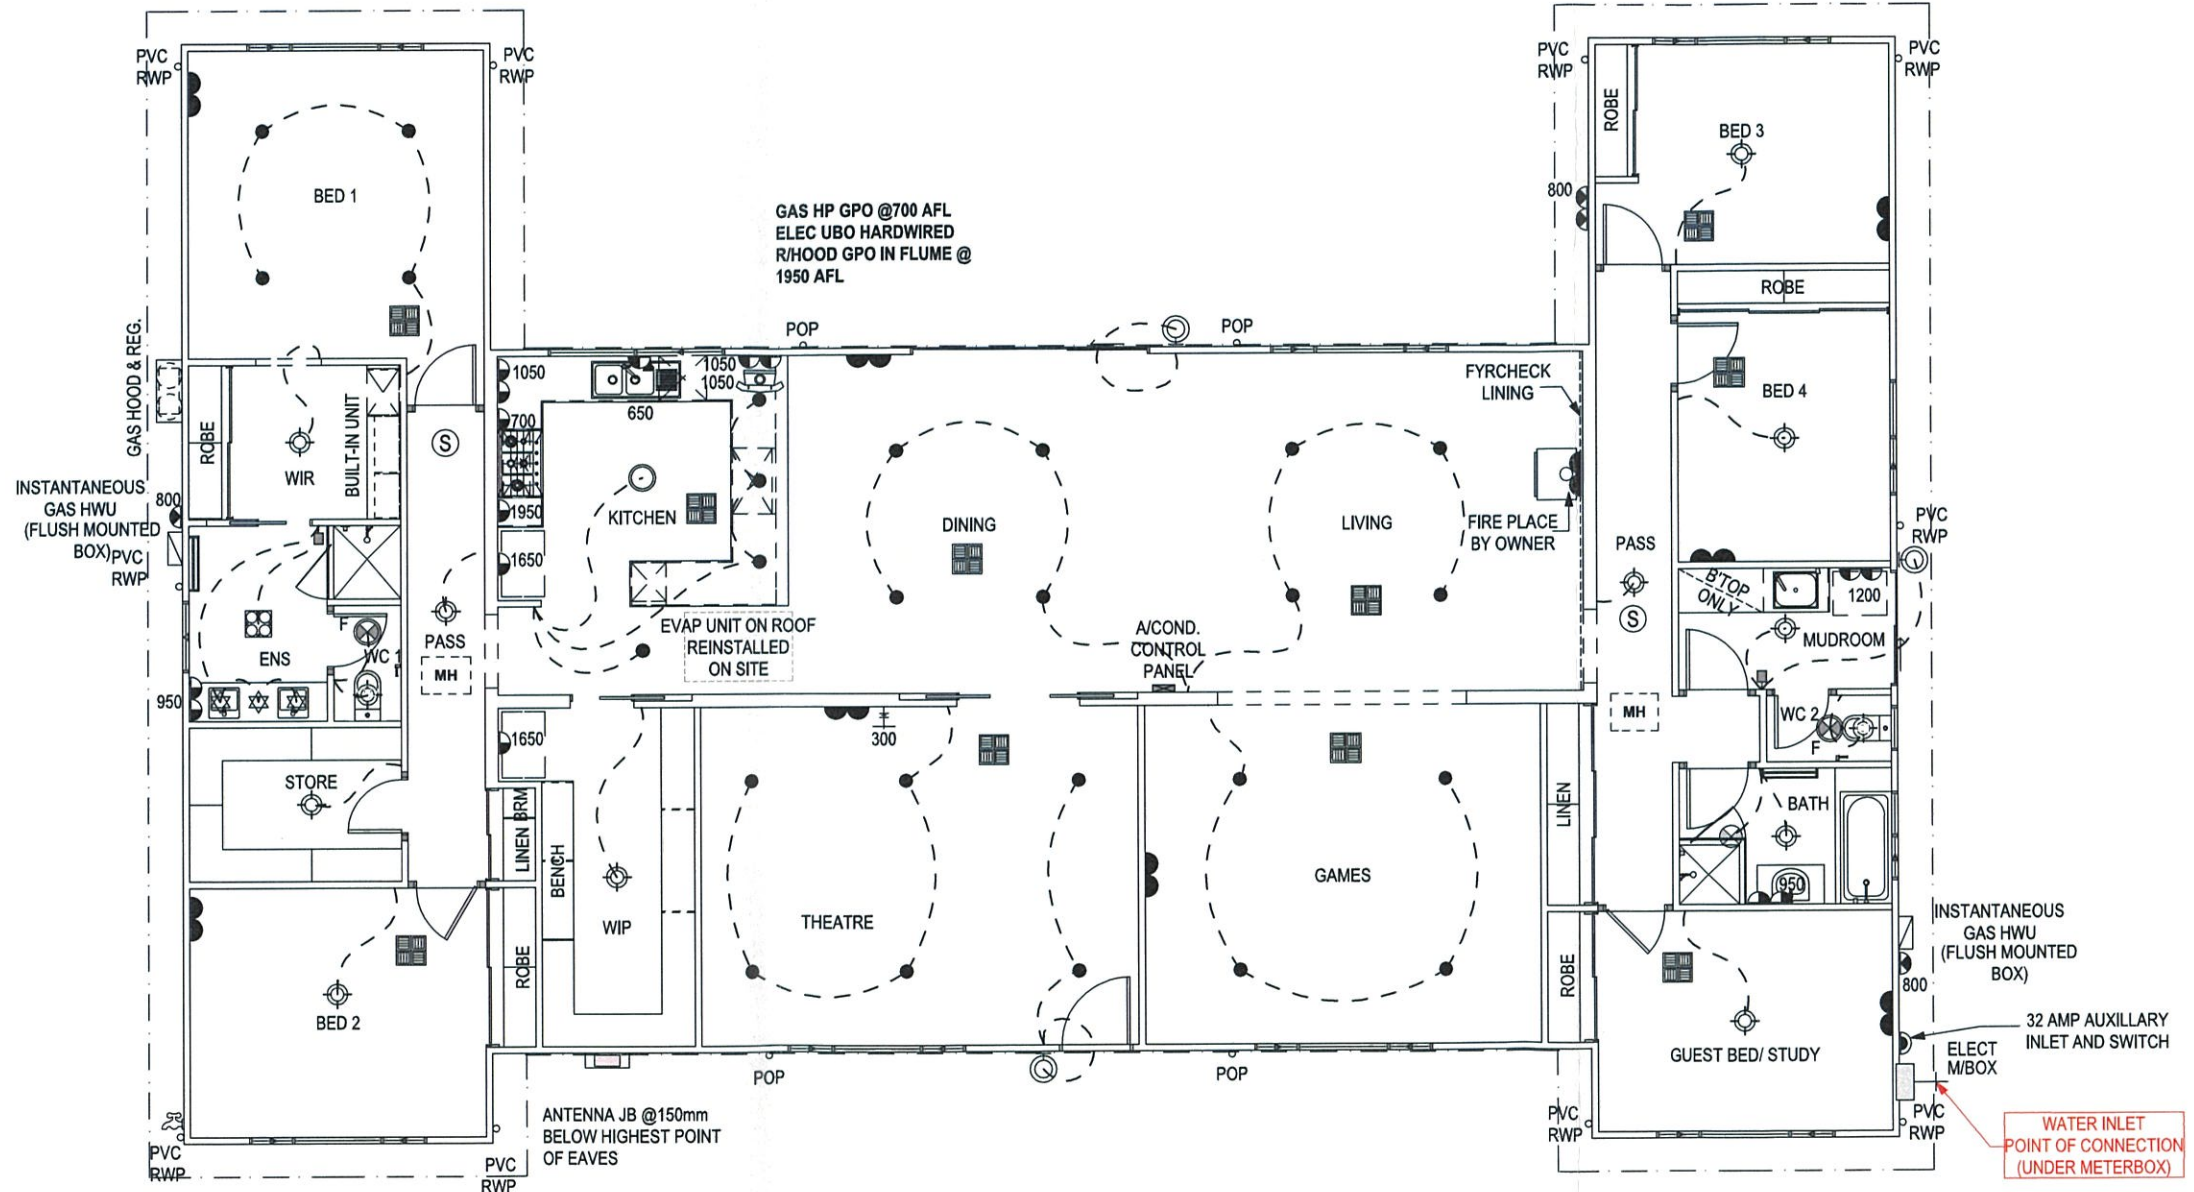 PVC
RWP
PVC
RWP
PVC
RWP
PVC
RWP
ROBE
BED 3
BED 1
800
GAS HP GPO @700 AFL
ELEC UBO HARDWIRED
R/HOOD GPO IN FLUME @
1950 AFL
ROBE
GAS HOOD & REG.
POP
POP
1050
1050
1050
650
700
FYRCHECK
LINING
BED 4
ROBE
BUILT-IN UNIT
S
WIR
INSTANTANEOUS
GAS HWU
(FLUSH MOUNTED
BOX)
800
PVC
RWP
1950
KITCHEN
DINING
LIVING
FIRE PLACE
BY OWNER
PASS
PVC
RWP
1650
B'TOP
ONLY
1200
S
F
WC 1
F
ENS
PASS
MH
EVAP UNIT ON ROOF
REINSTALLED
ON SITE
A/COND.
CONTROL
PANEL
MUDROOM
950
MH
WC 2
F
1650
300
STORE
LINEN
BRM
BENCH
LINEN
BATH
950
WIP
THEATRE
GAMES
ROBE
ROBE
BED 2
INSTANTANEOUS
GAS HWU
(FLUSH MOUNTED
BOX)
800
32 AMP AUXILLARY
INLET AND SWITCH
GUEST BED/ STUDY
ELECT
M/BOX
POP
POP
ANTENNA JB @150mm
BELOW HIGHEST POINT
OF EAVES
PVC
RWP
PVC
RWP
PVC
RWP
PVC
RWP
WATER INLET
POINT OF CONNECTION
(UNDER METERBOX)